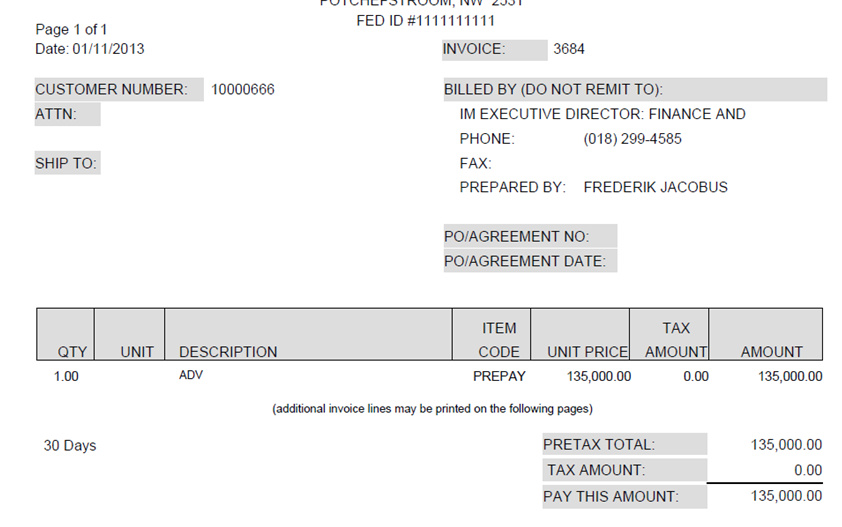 POTCHEFSTROOM, NW 2531
FED ID #1111111111
Page 1 of 1
Date: 01/11/2013
INVOICE: 3684
CUSTOMER NUMBER: 10000666
ATTN:
SHIP TO:
BILLED BY (DO NOT REMIT TO):
IM EXECUTIVE DIRECTOR: FINANCE AND
PHONE: (018) 299-4585
FAX:
PREPARED BY: FREDERIK JACOBUS
PO/AGREEMENT NO:
PO/AGREEMENT DATE:
QTY UNIT DESCRIPTION ITEM CODE UNIT PRICE TAX AMOUNT AMOUNT
1.00 ADV PREPAY 135,000.00 0.00 135,000.00
(additional invoice lines may be printed on the following pages)
30 Days
PRETAX TOTAL: 135,000.00
TAX AMOUNT: 0.00
PAY THIS AMOUNT: 135,000.00